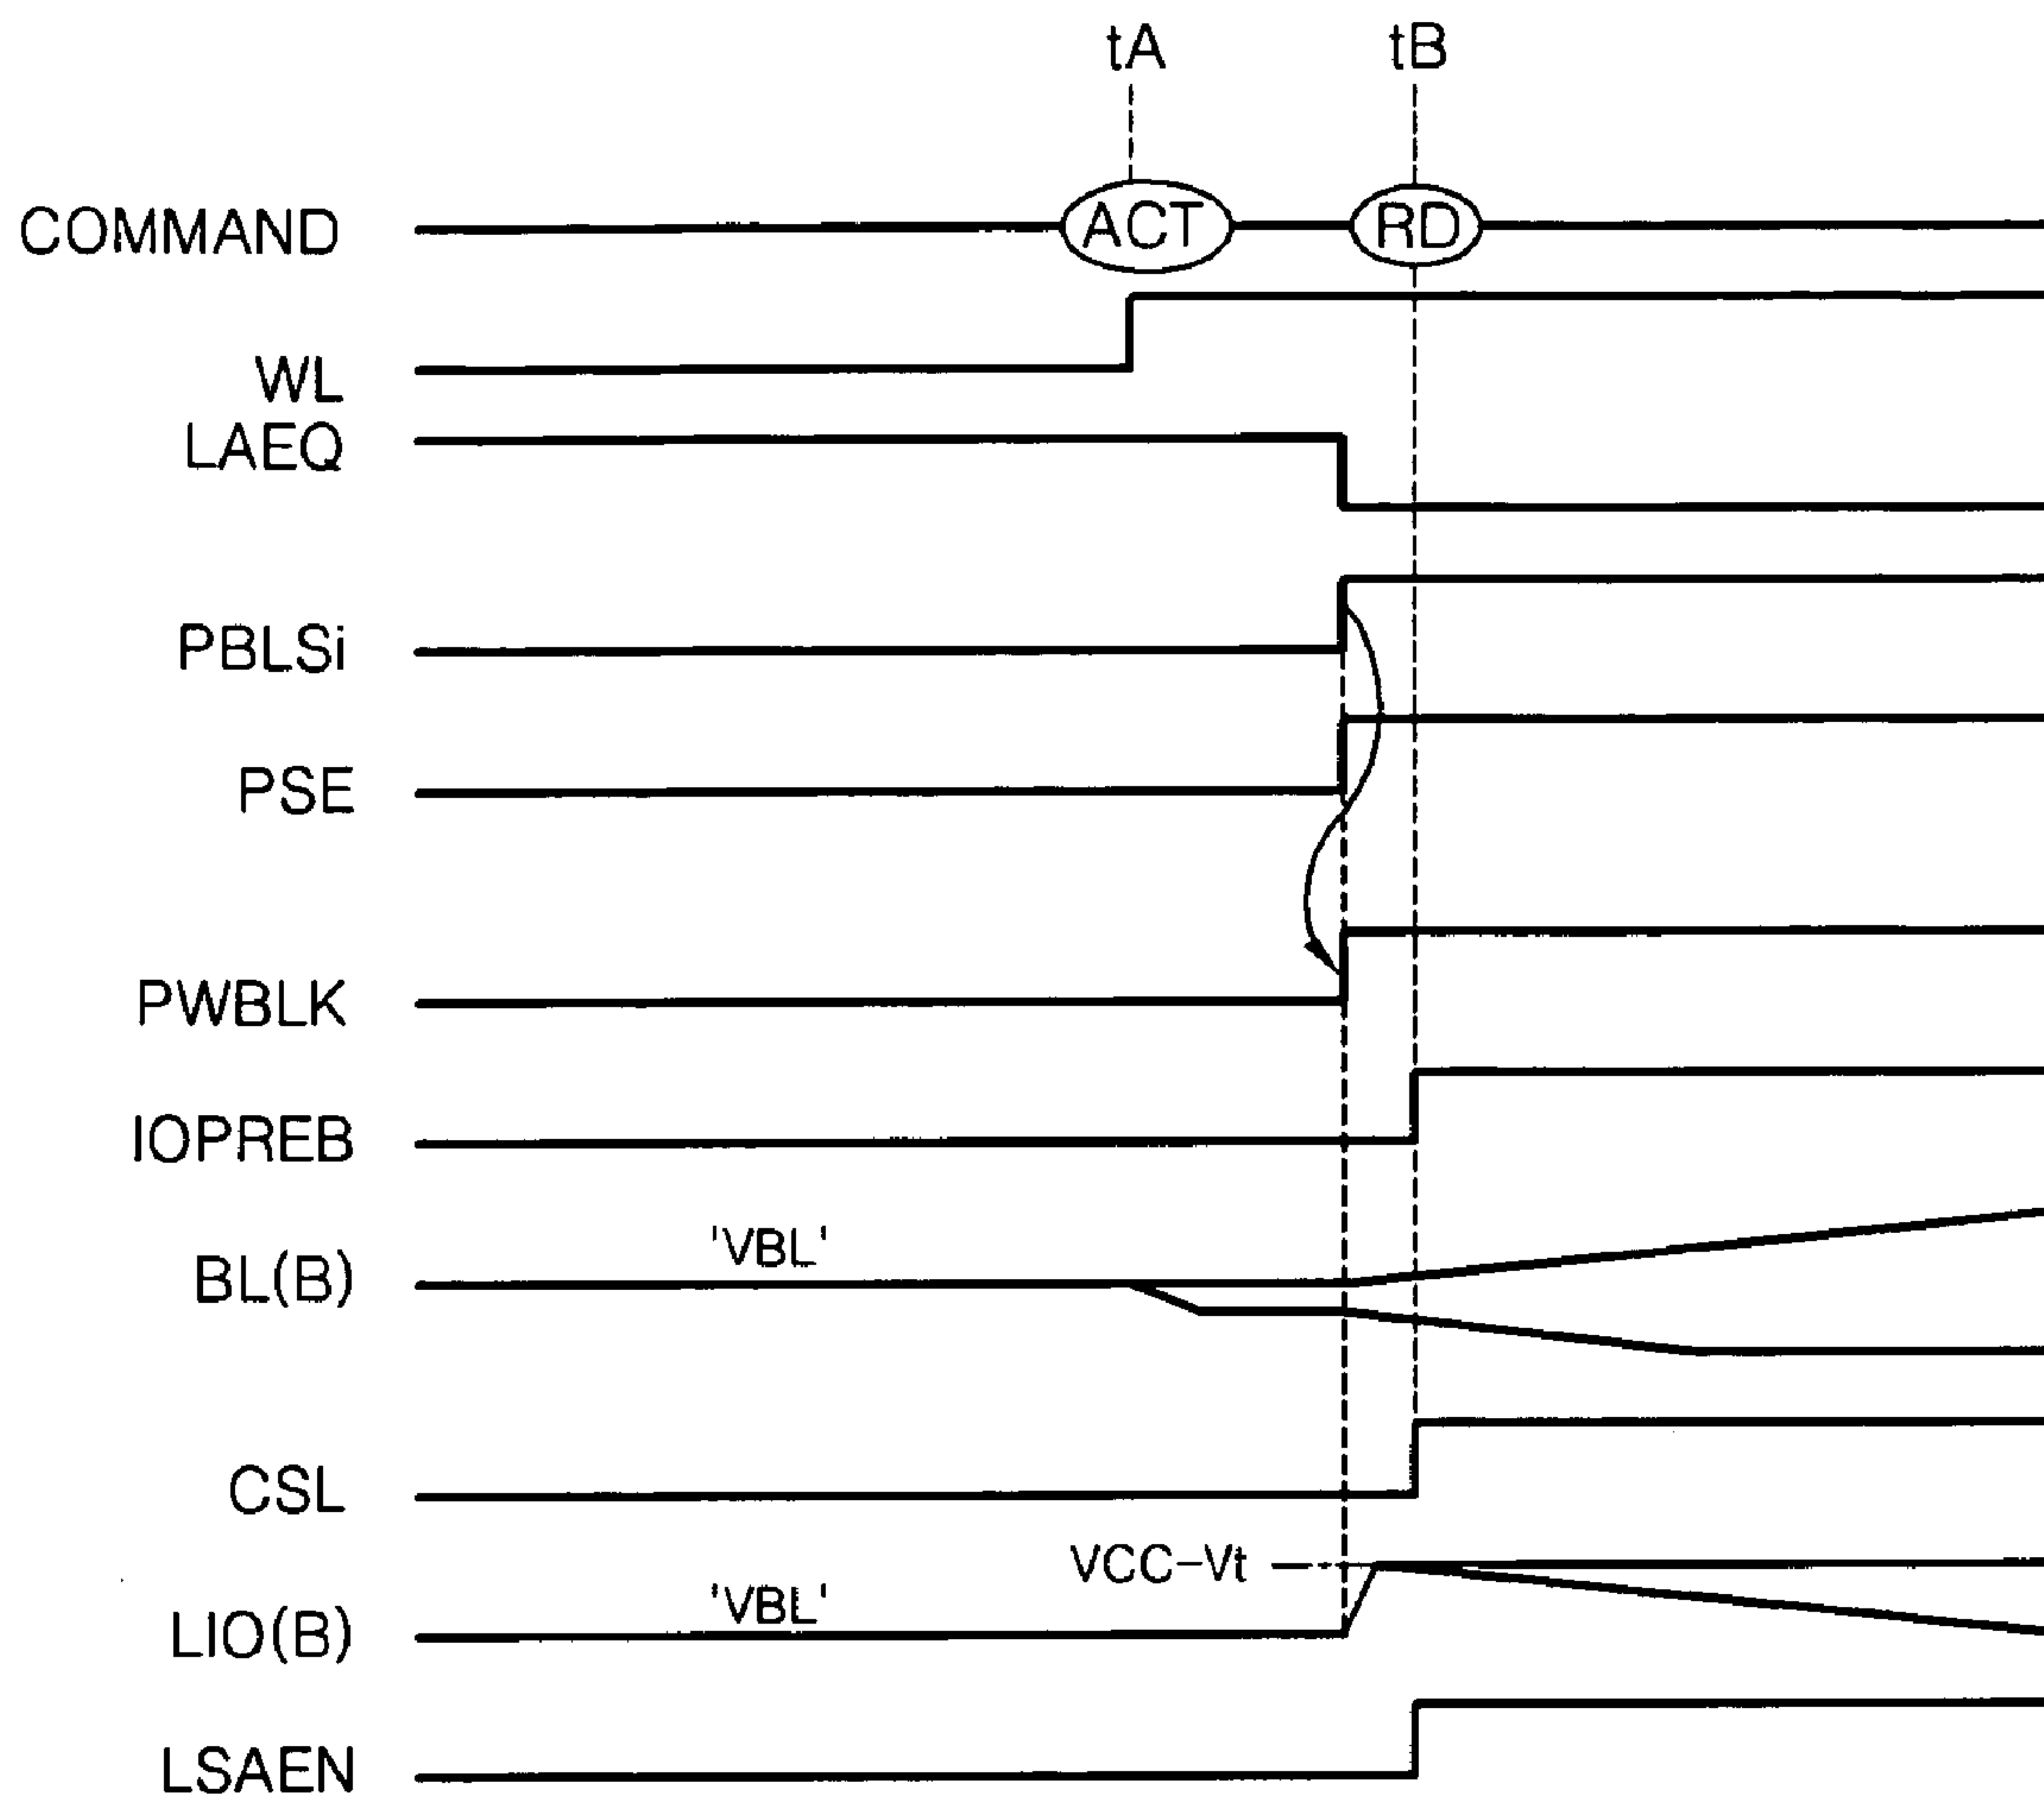 tA tB
COMMAND ACT RD
WL
LAEQ
PBLSi
PSE
PWBLK
IOPREB
'VBL'
BL(B)
CSL
VCC-Vt
'VBL'
LIO(B)
LSAEN